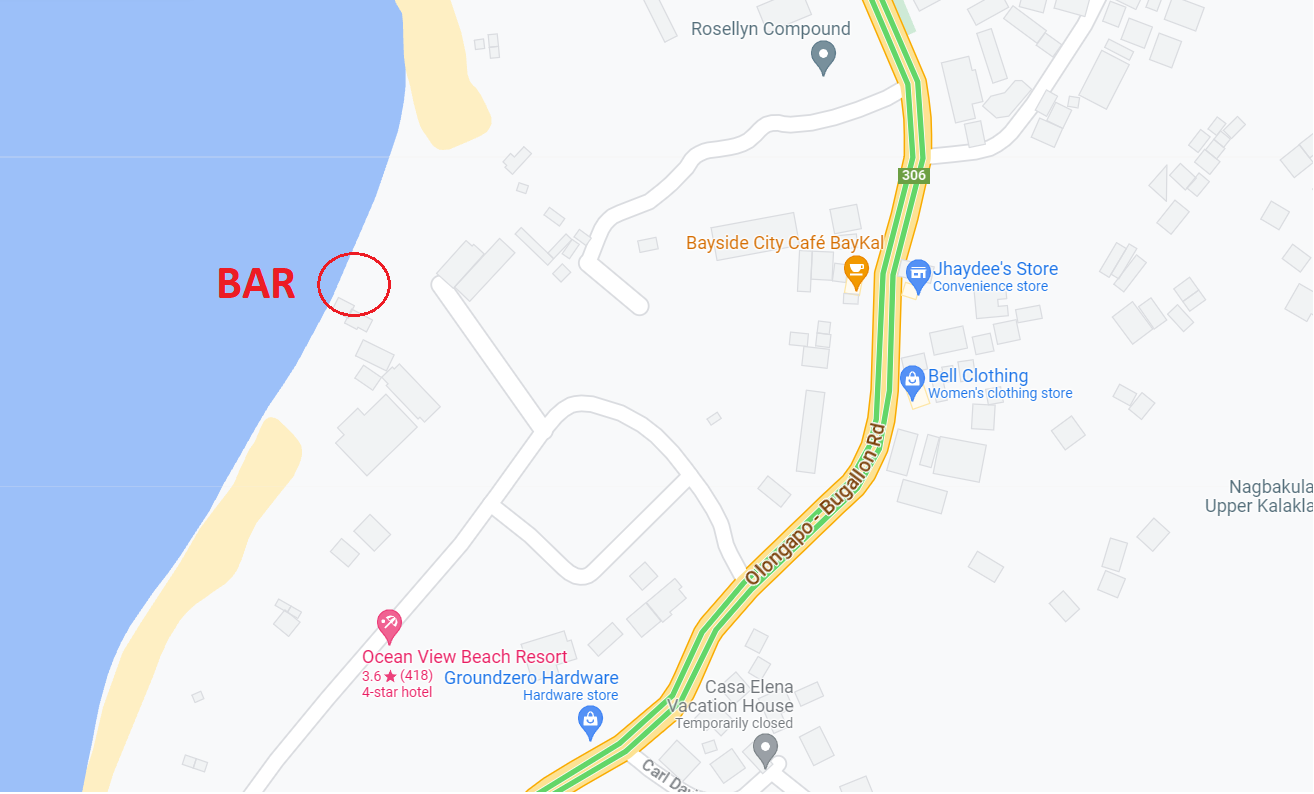 Rosellyn Compound
306
Bayside City Café BayKal
Jhaydee's Store
Convenience store
BAR
Bell Clothing
Women's clothing store
Olongapo - Bugallon Rd
Nagbakula
Upper Kalakla
Ocean View Beach Resort
3.6 ★ (418)
4-star hotel
Groundzero Hardware
Hardware store
Casa Elena
Vacation House
Temporarily closed
Carl Dav